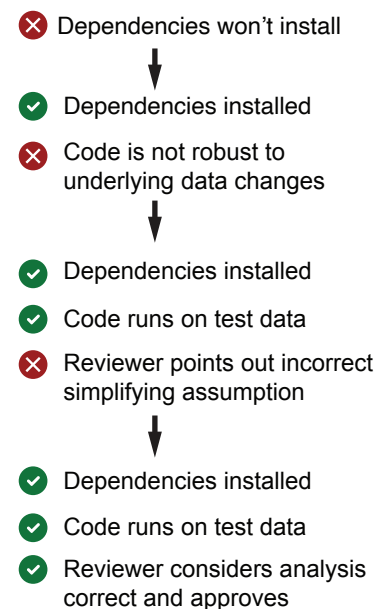 Dependencies won't install
Dependencies installed
Code is not robust to
underlying data changes
Dependencies installed
Code runs on test data
Reviewer points out incorrect
simplifying assumption
Dependencies installed
Code runs on test data
Reviewer considers analysis
correct and approves